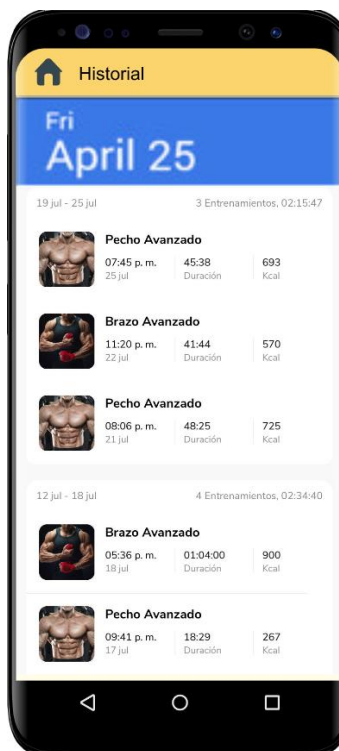 Historial
Fri
April 25
19 jul - 25 jul 3 Entrenamientos, 02:15:47
Pecho Avanzado
07:45 p. m. 45:38 693
25 jul Duración Kcal
Brazo Avanzado
11:20 p. m. 41:44 570
22 jul Duración Kcal
Pecho Avanzado
08:06 p. m. 48:25 725
21 jul Duración Kcal
12 jul - 18 jul 4 Entrenamientos, 02:34:40
Brazo Avanzado
05:36 p. m. 01:04:00 900
18 jul Duración Kcal
Pecho Avanzado
09:41 p. m. 18:29 267
17 jul Duración Kcal